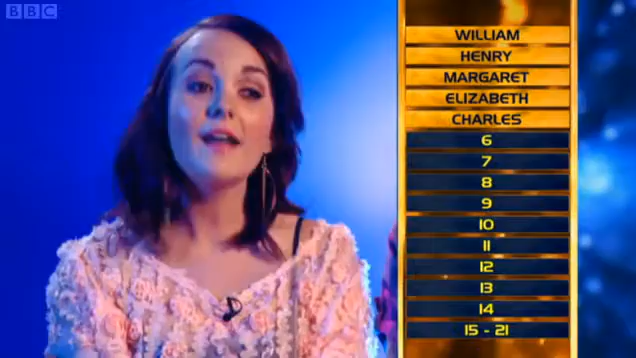 BBC
WILLIAM
HENRY
MARGARET
ELIZABETH
CHARLES
6
7
8
9
10
11
12
13
14
15 - 21